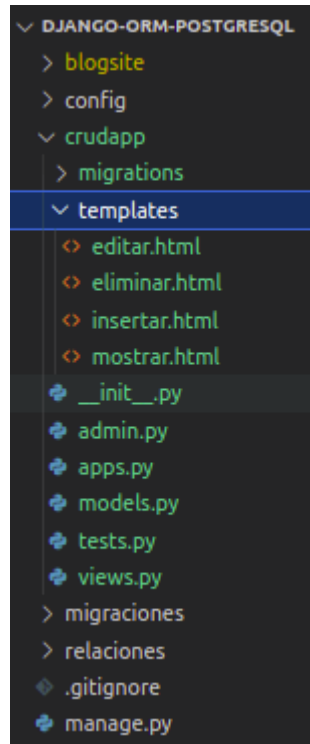 DJANGO-ORM-POSTGRESQL
blogsite
config
crudapp
migrations
templates
editar.html
eliminar.html
insertar.html
mostrar.html
__init__.py
admin.py
apps.py
models.py
tests.py
views.py
migraciones
relaciones
.gitignore
manage.py